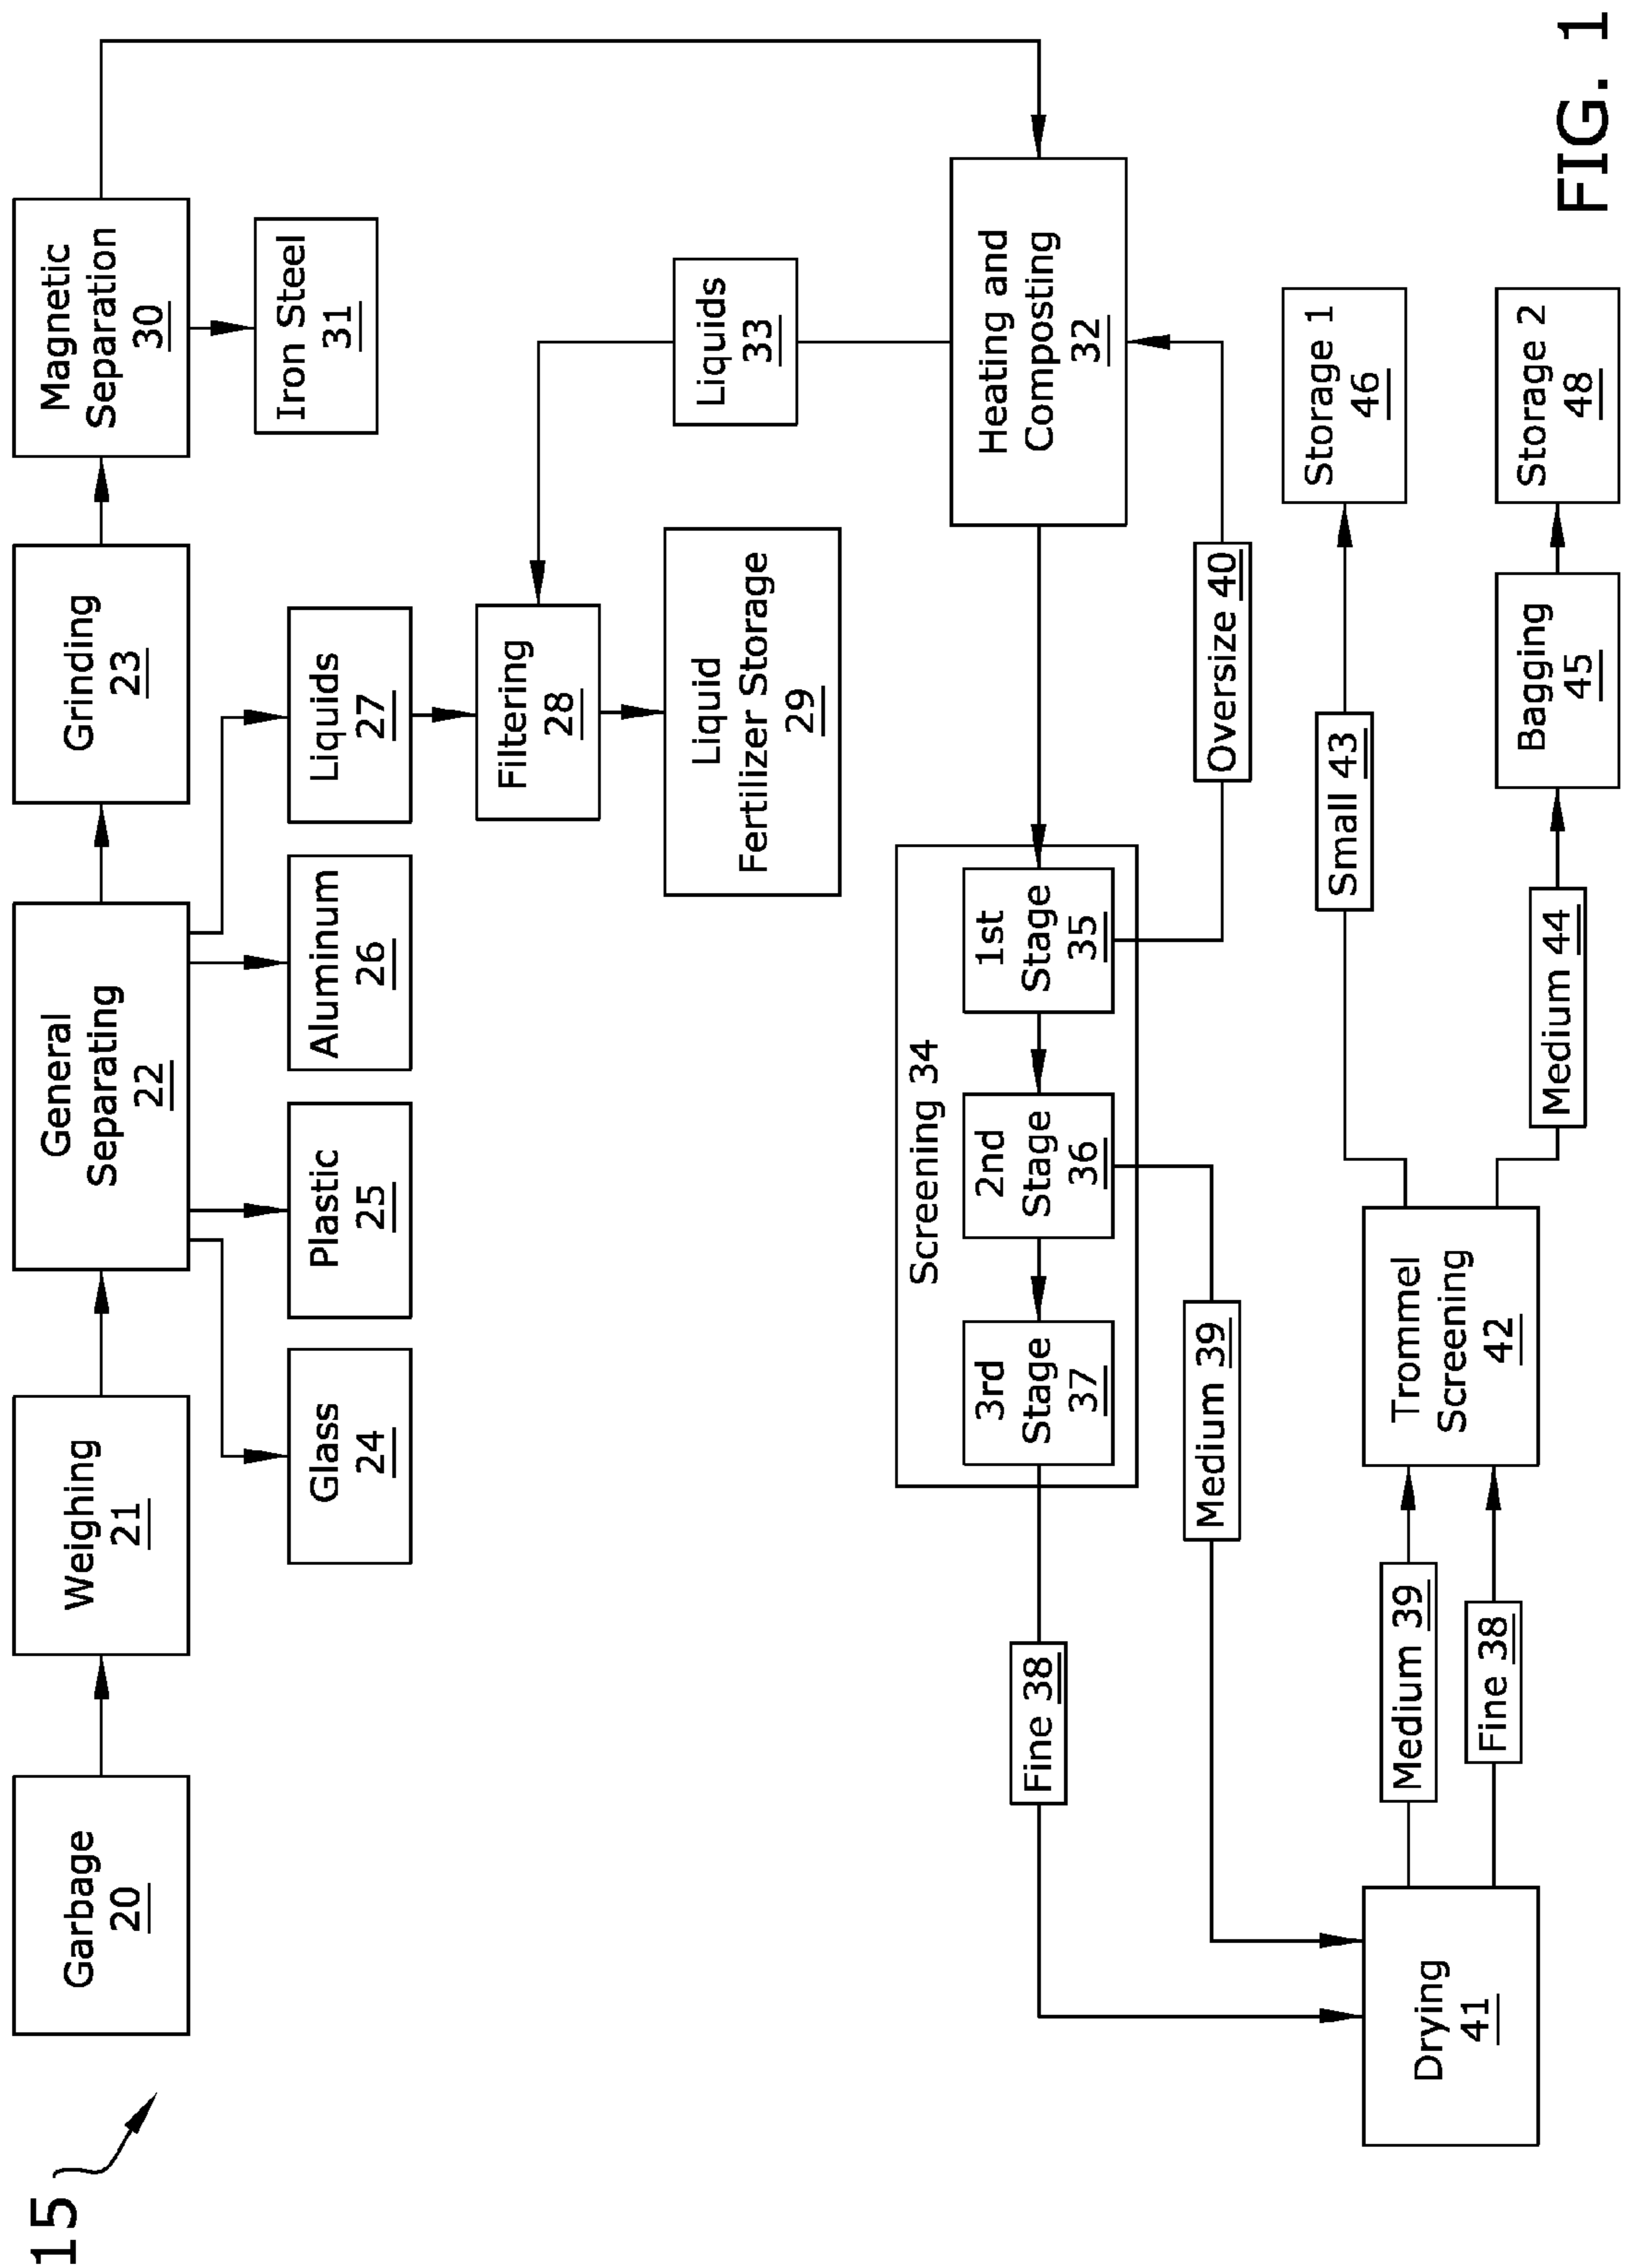 15
Garbage
20
Weighing
21
General
Separating
22
Grinding
23
Magnetic
Separation
30
Glass
24
Plastic
25
Aluminum
26
Liquids
27
Iron Steel
31
Filtering
28
Liquid
Fertilizer Storage
29
Liquids
33
Heating and
Composting
32
Screening 34
3rd
Stage
37
2nd
Stage
36
1st
Stage
35
Fine 38
Medium 39
Oversize 40
Drying
41
Medium 39
Fine 38
Trommel
Screening
42
Small 43
Storage 1
46
Medium 44
Bagging
45
Storage 2
48
FIG. 1